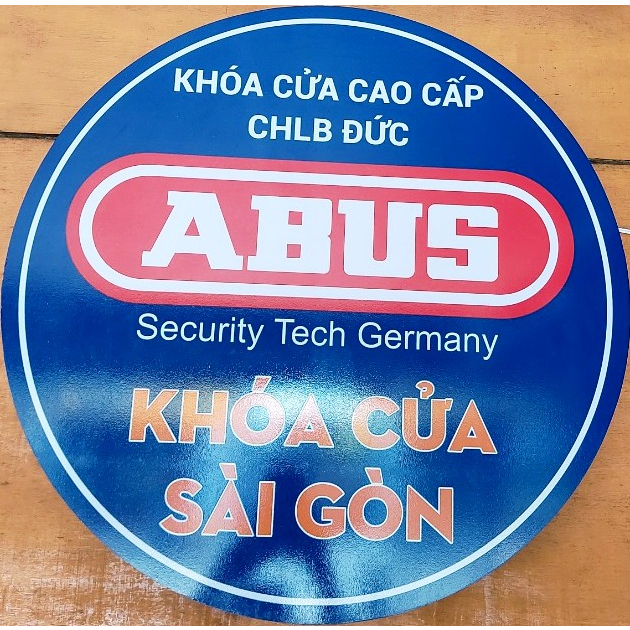 KHÓA CỬA CAO CẤP
CHLB ĐỨC
ABUS
Security Tech Germany
KHÓA CỬA
SÀI GÒN